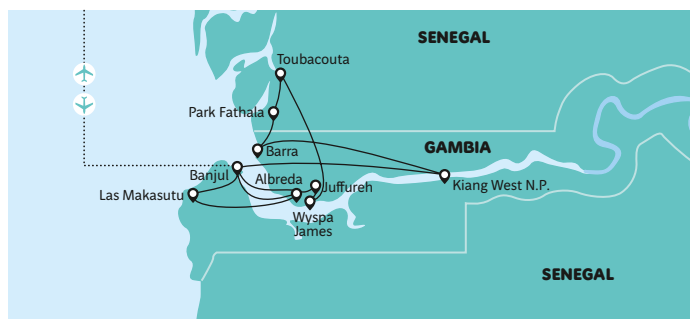 SENEGAL
Toubacouta
Park Fathala
Barra
GAMBIA
Banjul
Albreda
Juffureh
Kiang West N.P.
Las Makasutu
Wyspa
James
SENEGAL